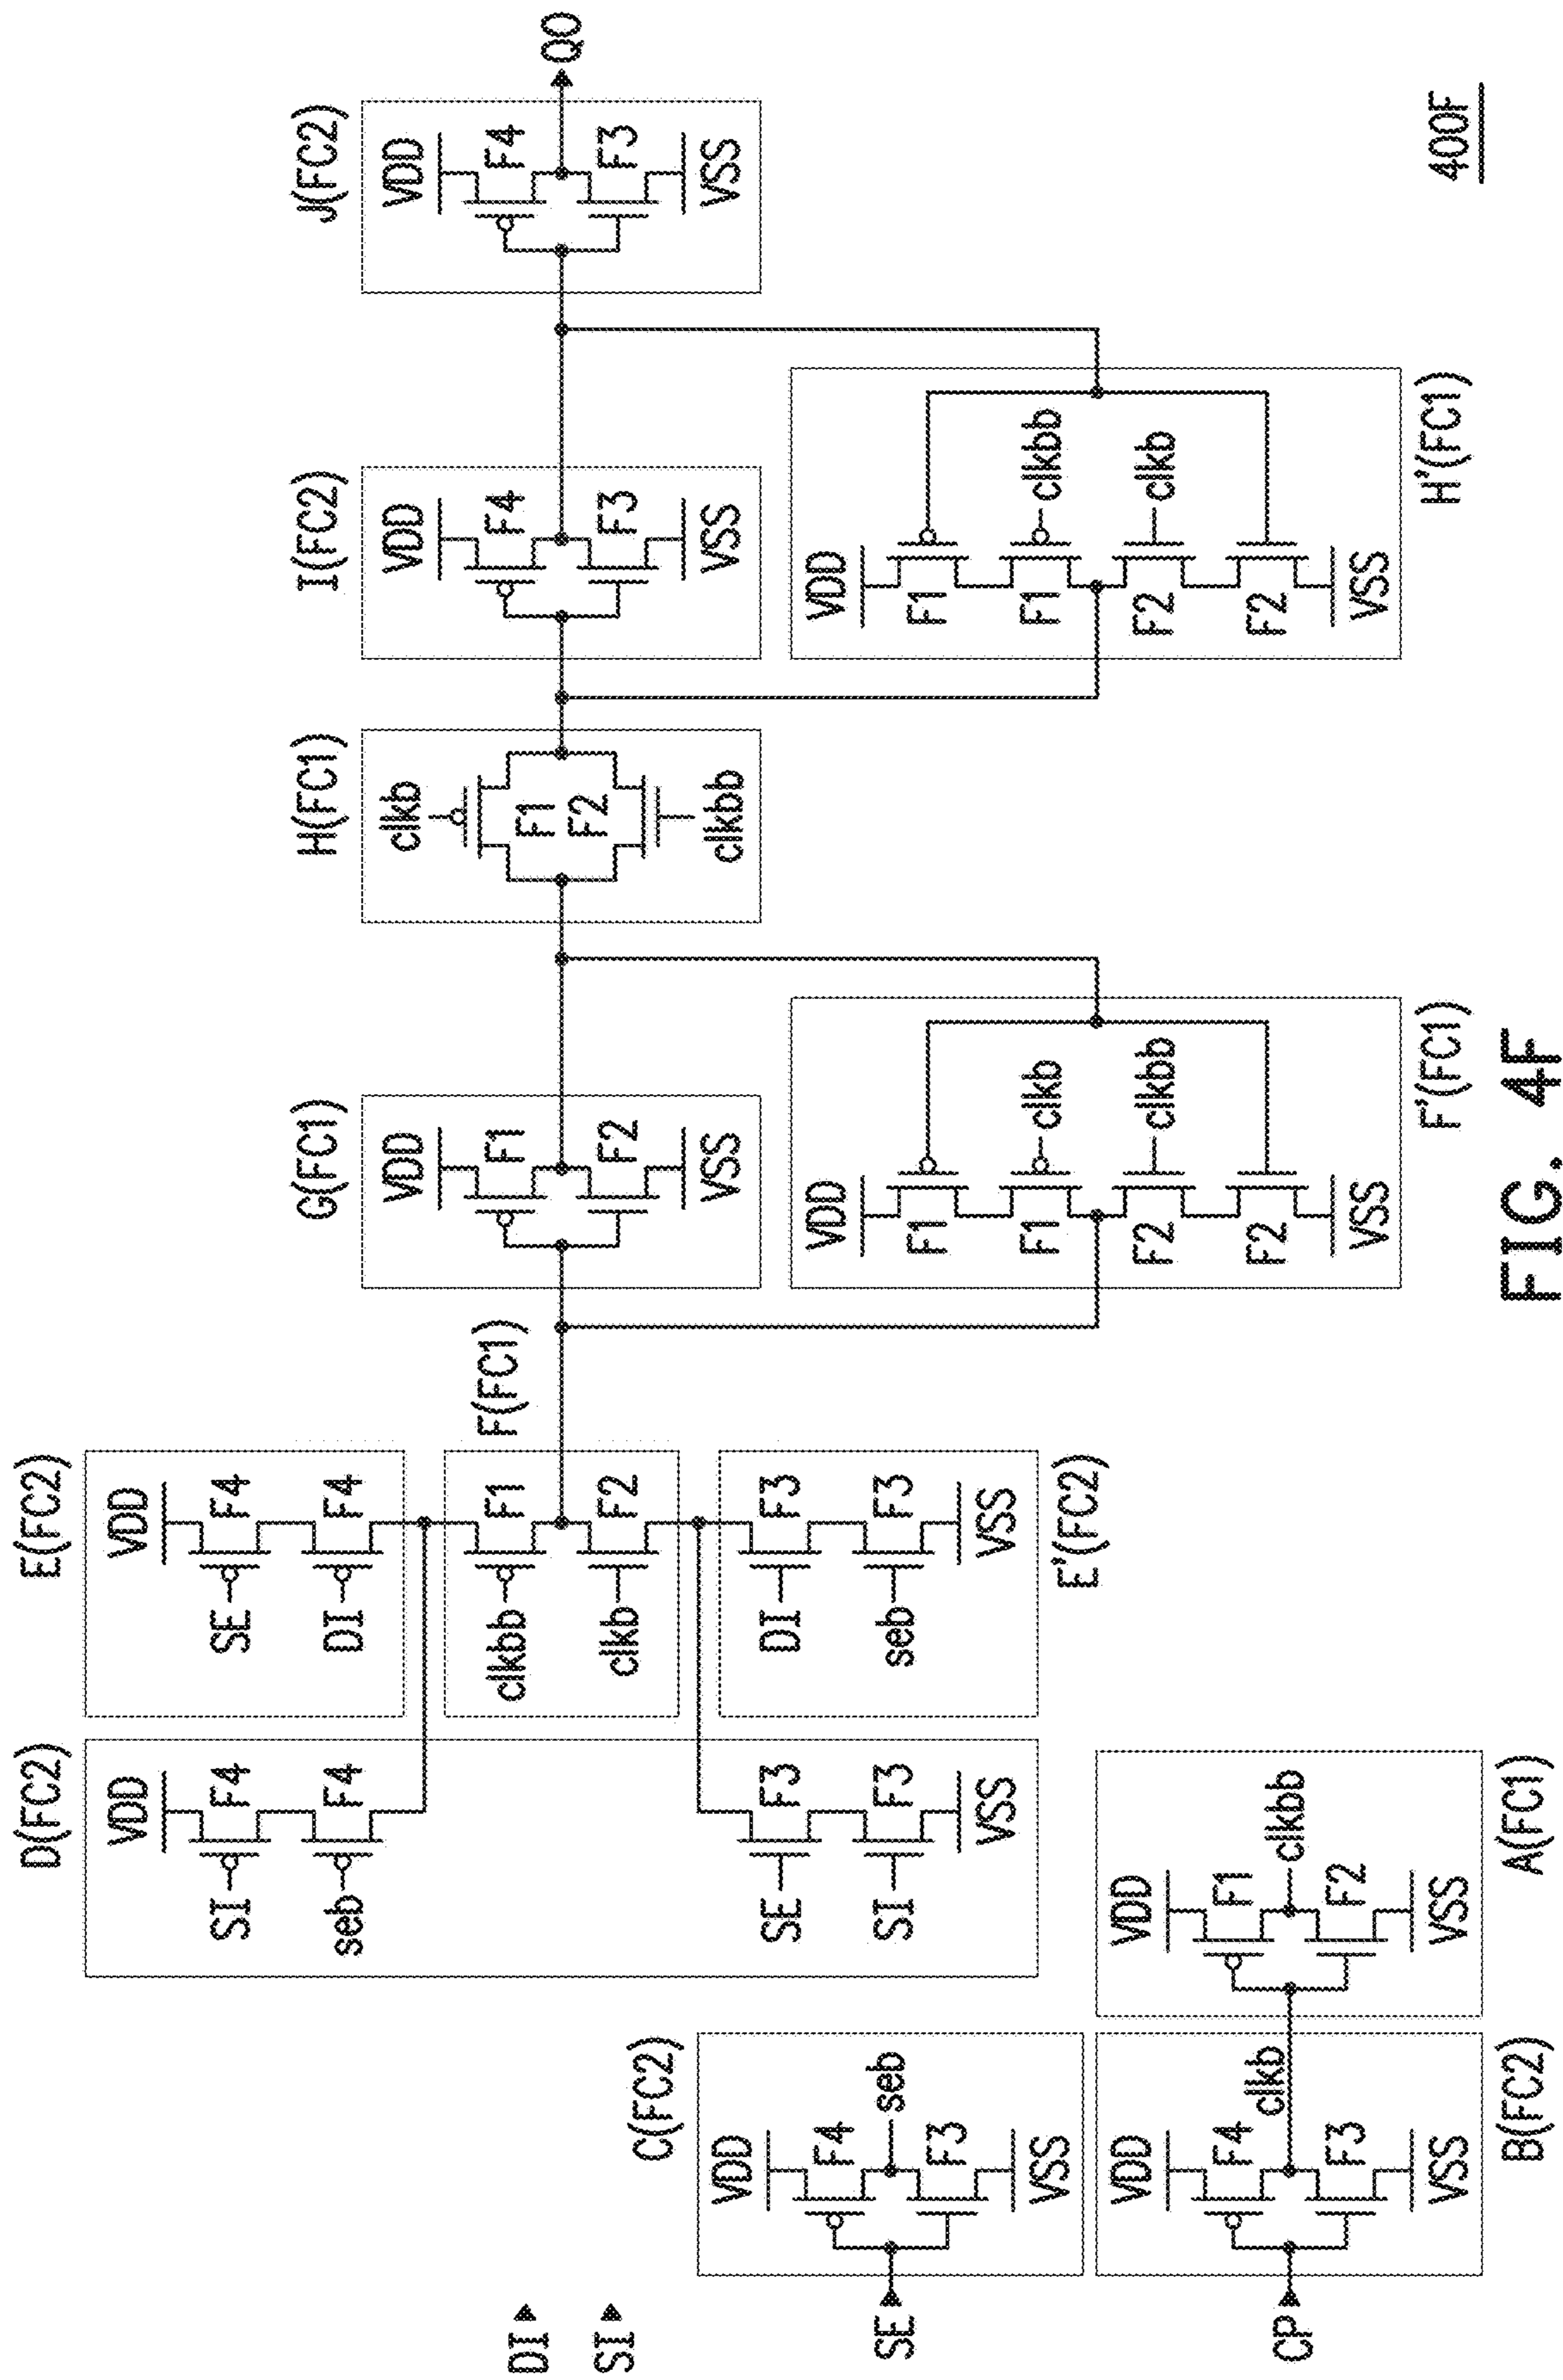 DI
SI
SE
C(FC2)
VDD
F4
seb
F3
VSS
CP
B(FC2)
VDD
F4
clkb
F3
VSS
A(FC1)
VDD
F1
clkbb
F2
VSS
D(FC2)
VDD
SI
F4
seb
F4
SE
F3
SI
F3
VSS
E(FC2)
VDD
SE
F4
DI
F4
F(FC1)
clkbb
F1
clkb
F2
E'(FC2)
DI
F3
seb
F3
VSS
G(FC1)
VDD
F1
F2
VSS
F'(FC1)
VDD
F1
F1
clkb
F2
clkbb
F2
VSS
H(FC1)
clkb
F1
F2
clkbb
I(FC2)
VDD
F4
F3
VSS
H'(FC1)
VDD
F1
F1
clkbb
F2
clkb
F2
VSS
J(FC2)
VDD
F4
F3
VSS
QO
400F
FIG. 4F